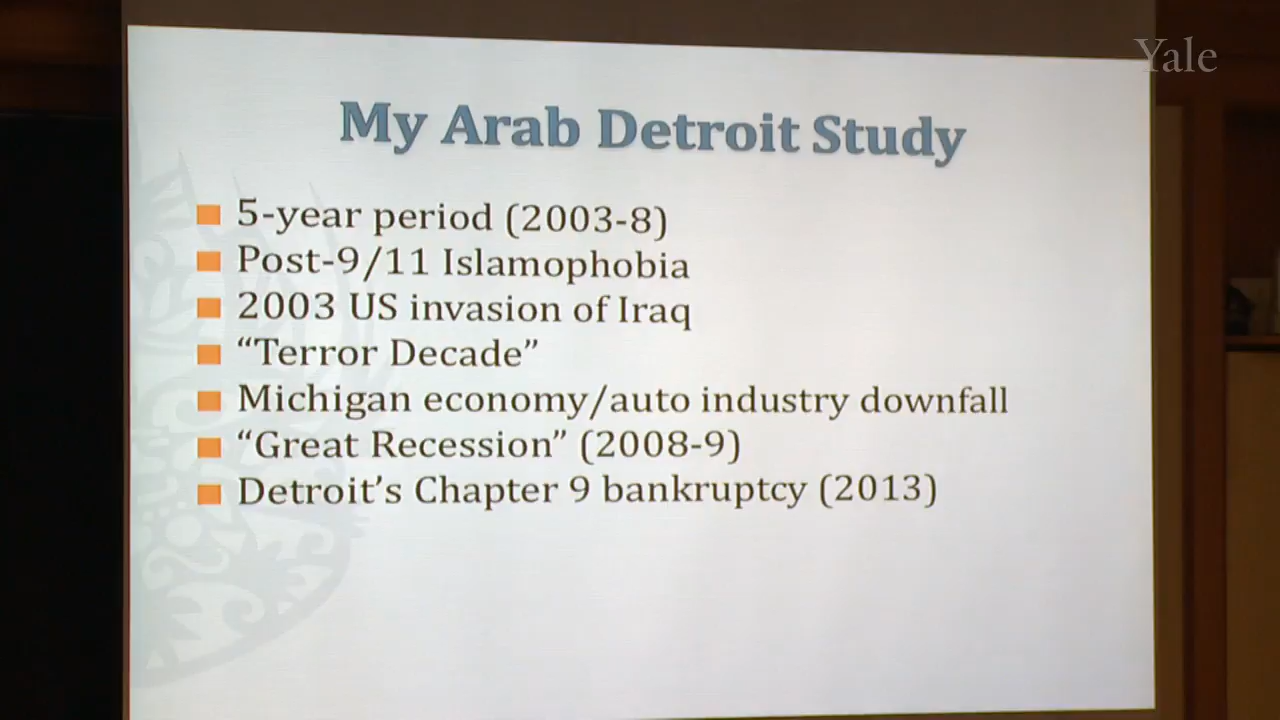 Yale
My Arab Detroit Study
5-year period (2003-8)
Post-9/11 Islamophobia
2003 US invasion of Iraq
“Terror Decade”
Michigan economy/auto industry downfall
“Great Recession” (2008-9)
Detroit’s Chapter 9 bankruptcy (2013)